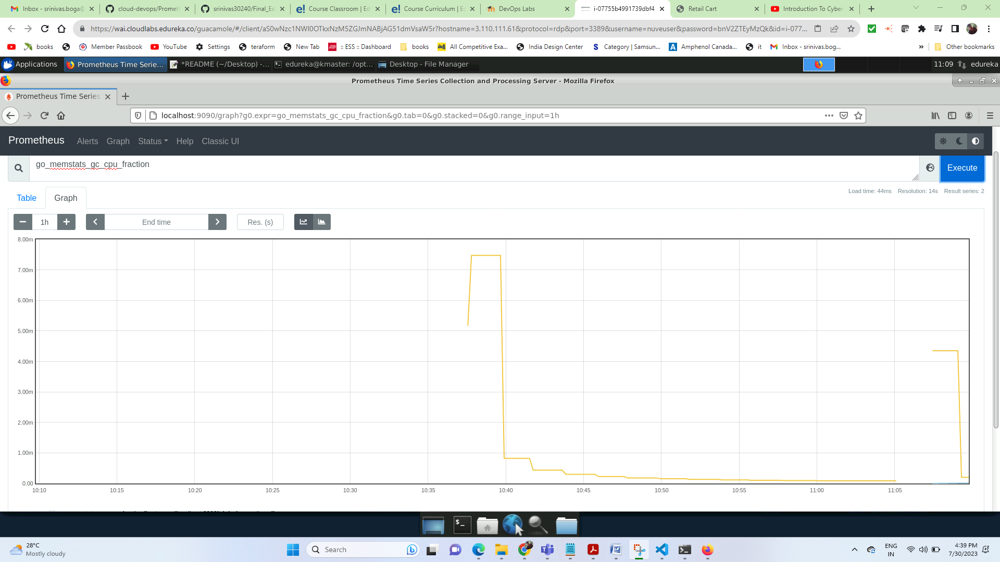 Inbox - srinivas.boga@
cloud-devops/Prometh
srinivas30240/Final_Ed
Course Classroom | Ed
Course Curriculum | Ec
DevOps Labs
i-07755b4991739dbf4
Retail Cart
Introduction To Cyber
https://wai.cloudlabs.edureka.co/guacamole/#/client/aS0wNzc1NWI0OTkxNzM5ZGJmNABjAG51dmVsaW5r?hostname=3.110.111.61&protocol=rdp&port=3389&username=nuveuser&password=bnV2ZTEyMzQk&id=i-077...
books
Member Passbook
YouTube
Settings
teraform
New Tab
:: ESS :: Dashboard
books
All Competitive Exa...
India Design Center
Category | Samsun...
Amphenol Canada...
it
Inbox - srinivas.bog...
»
Other bookmarks
Applications
Prometheus Time Serie...
*README (~/Desktop) -...
edureka@kmaster: /opt...
Desktop - File Manager
11:09
edureka
Prometheus Time Series Collection and Processing Server - Mozilla Firefox
Prometheus Time Series
localhost:9090/graph?g0.expr=go_memstats_gc_cpu_fraction&g0.tab=0&g0.stacked=0&g0.range_input=1h
Prometheus
Alerts
Graph
Status
Help
Classic UI
go_memstats_gc_cpu_fraction
Execute
Table
Graph
Load time: 44ms
Resolution: 14s
Result series: 2
1h
End time
Res. (s)
8.00m
7.00m
6.00m
5.00m
4.00m
3.00m
2.00m
1.00m
0.00
10:10
10:15
10:20
10:25
10:30
10:35
10:40
10:45
10:50
10:55
11:00
11:05
28°C
Mostly cloudy
Search
ENG
IN
4:39 PM
7/30/2023